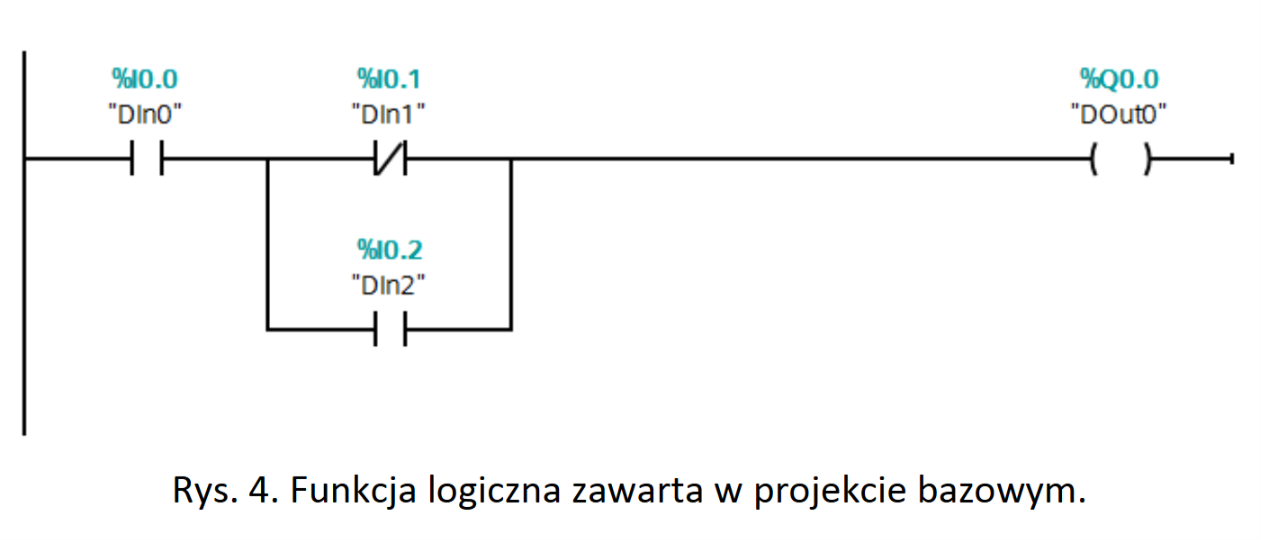 %I0.0
"DIn0"
%I0.1
"DIn1"
%Q0.0
"DOut0"
%I0.2
"DIn2"
Rys. 4. Funkcja logiczna zawarta w projekcie bazowym.